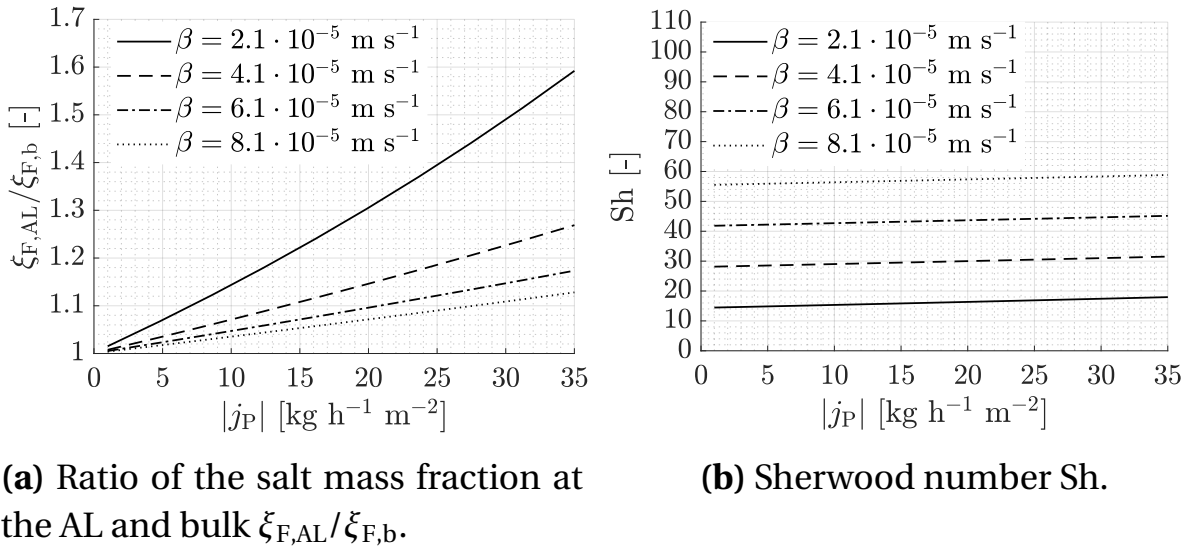 1.7
1.6
1.5
1.4
1.3
1.2
1.1
1
ξF,AL/ξF,b [-]
β = 2.1 · 10−5 m s−1
β = 4.1 · 10−5 m s−1
β = 6.1 · 10−5 m s−1
β = 8.1 · 10−5 m s−1
0 5 10 15 20 25 30 35
|jP| [kg h−1 m−2]
110
100
90
80
70
60
50
40
30
20
10
0
Sh [-]
β = 2.1 · 10−5 m s−1
β = 4.1 · 10−5 m s−1
β = 6.1 · 10−5 m s−1
β = 8.1 · 10−5 m s−1
0 5 10 15 20 25 30 35
|jP| [kg h−1 m−2]
(a) Ratio of the salt mass fraction at
the AL and bulk ξF,AL/ξF,b.
(b) Sherwood number Sh.